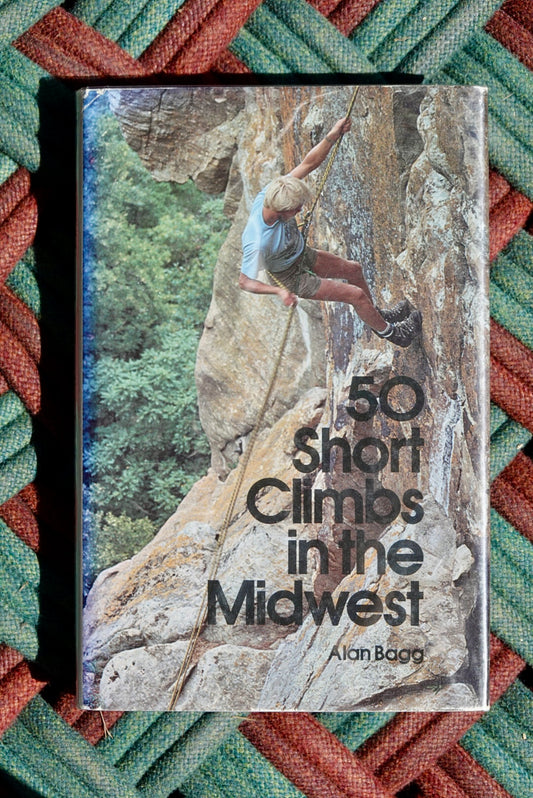 50
Short
Climbs
in the
Midwest
Alan Bagg